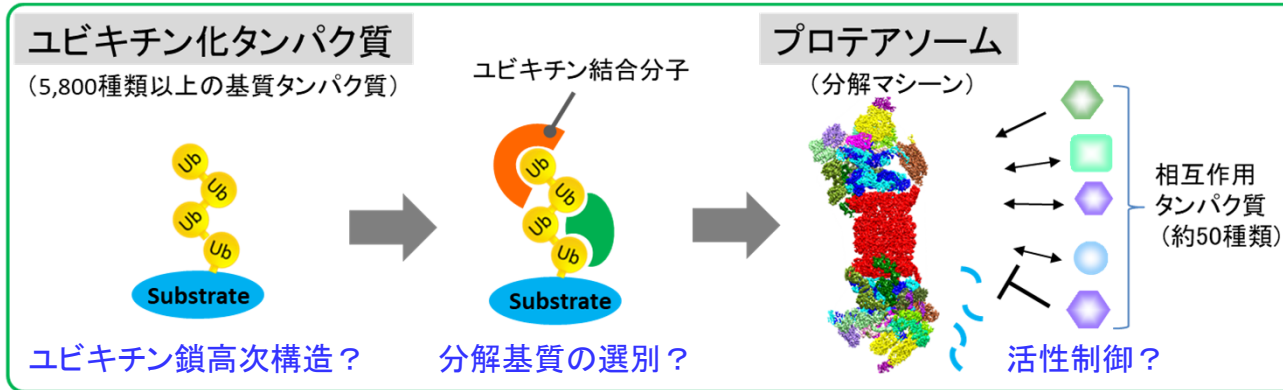 ユビキチン化タンパク質
(5,800種類以上の基質タンパク質)
Ub
Ub
Ub
Ub
Substrate
ユビキチン鎖高次構造？
ユビキチン結合分子
Ub
Ub
Ub
Ub
Substrate
分解基質の選別？
プロテアソーム
(分解マシーン)
相互作用
タンパク質
(約50種類)
活性制御？